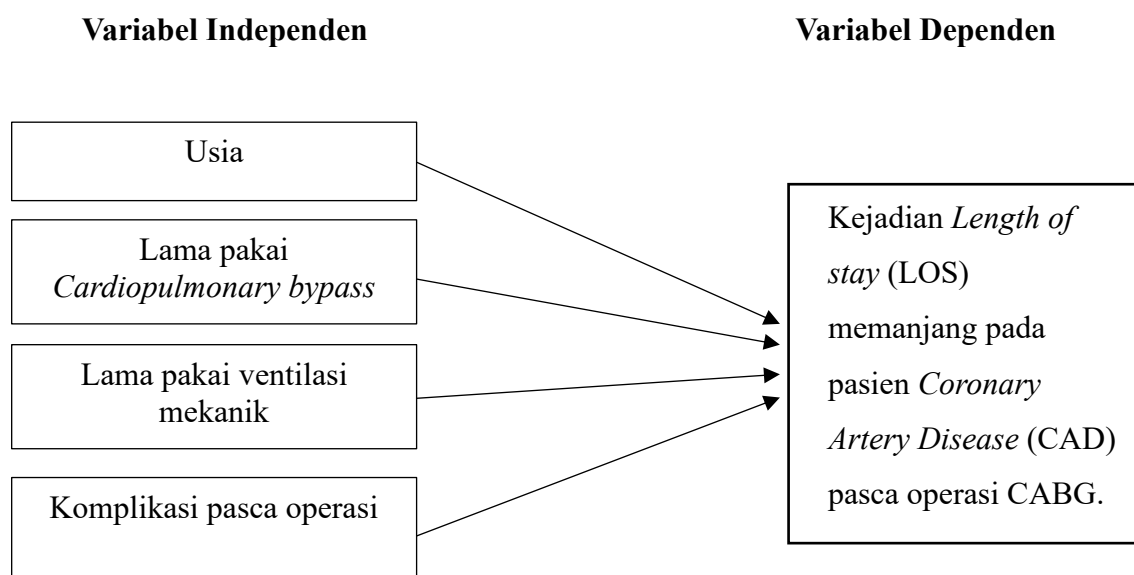 Variabel Independen
Variabel Dependen
Usia
Lama pakai
Cardiopulmonary bypass
Lama pakai ventilasi
mekanik
Komplikasi pasca operasi
Kejadian Length of
stay (LOS)
memanjang pada
pasien Coronary
Artery Disease (CAD)
pasca operasi CABG.